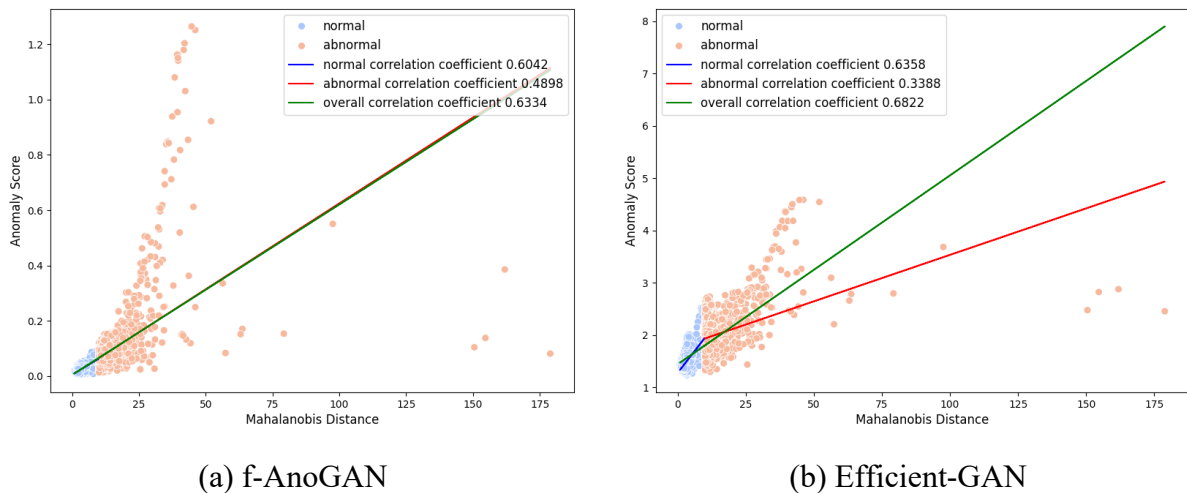 normal
abnormal
normal correlation coefficient 0.6042
abnormal correlation coefficient 0.4898
overall correlation coefficient 0.6334
Anomaly Score
1.2
1.0
0.8
0.6
0.4
0.2
0.0
0 25 50 75 100 125 150 175
Mahalanobis Distance
(a) f-AnoGAN
normal
abnormal
normal correlation coefficient 0.6358
abnormal correlation coefficient 0.3388
overall correlation coefficient 0.6822
Anomaly Score
8
7
6
5
4
3
2
1
0 25 50 75 100 125 150 175
Mahalanobis Distance
(b) Efficient-GAN